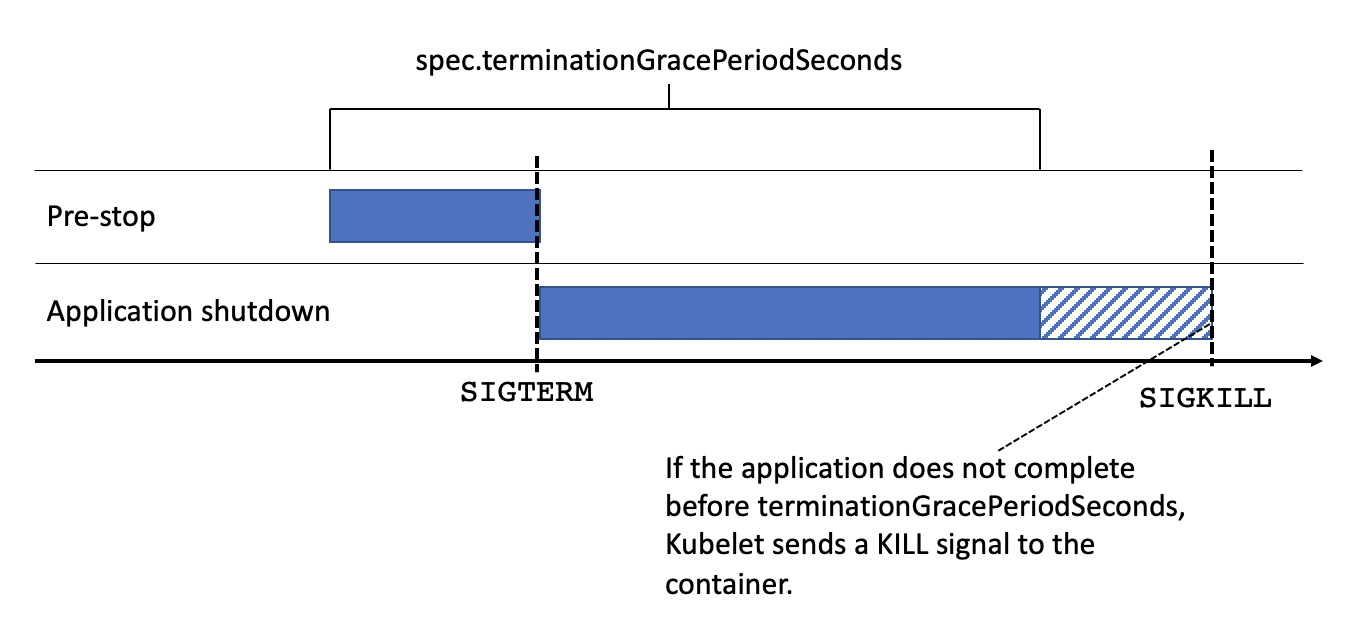 spec.terminationGracePeriodSeconds
Pre-stop
Application shutdown
SIGTERM
SIGKILL
If the application does not complete
before terminationGracePeriodSeconds,
Kubelet sends a KILL signal to the
container.